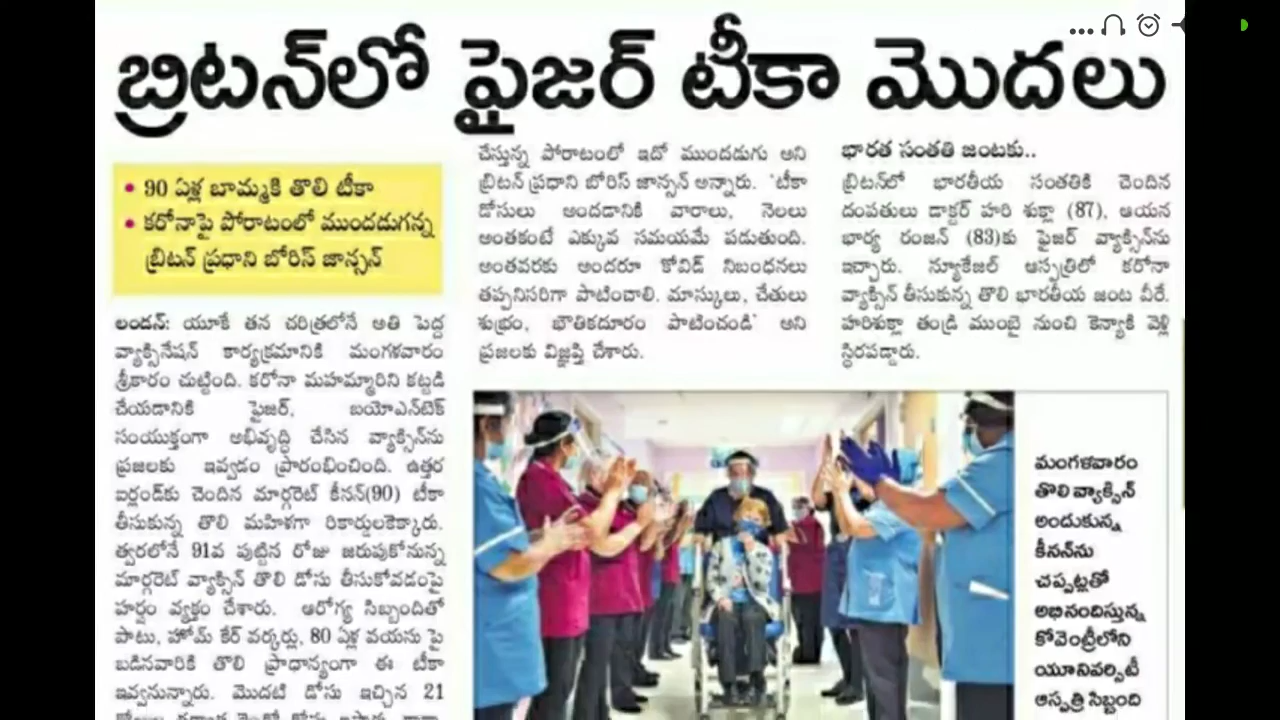 బ్రిటన్‌లో ఫైజర్ టీకా మొదలు
• 90 ఏళ్ల బామ్మకి తొలి టీకా
• కరోనాపై పోరాటంలో ముందడుగన్న
బ్రిటన్ ప్రధాని బోరిస్ జాన్సన్
లండన్: యూకే తన చరిత్రలోనే అతి పెద్ద
వ్యాక్సినేషన్ కార్యక్రమానికి మంగళవారం
శ్రీకారం చుట్టింది. కరోనా మహమ్మారిని కట్టడి
చేయడానికి ఫైజర్, బయోఎన్‌టెక్
సంయుక్తంగా అభివృద్ధి చేసిన వ్యాక్సిన్‌ను
ప్రజలకు ఇవ్వడం ప్రారంభించింది. ఉత్తర
ఐర్లండ్‌కు చెందిన మార్గరెట్ కీనన్(90) టీకా
తీసుకున్న తొలి మహిళగా రికార్డులకెక్కారు.
త్వరలోనే 91వ పుట్టిన రోజు జరుపుకోనున్న
మార్గరెట్ వ్యాక్సిన్ తొలి డోసు తీసుకోవడంపై
హర్షం వ్యక్తం చేశారు. ఆరోగ్య సిబ్బందితో
పాటు, హోమ్ కేర్ వర్కర్లు, 80 ఏళ్ల వయసు పై
బడినవారికి తొలి ప్రాధాన్యంగా ఈ టీకా
ఇవ్వనున్నారు. మొదటి డోసు ఇచ్చిన 21
చేస్తున్న పోరాటంలో ఇదో ముందడుగు అని
బ్రిటన్ ప్రధాని బోరిస్ జాన్సన్ అన్నారు. 'టీకా
డోసులు అందడానికి వారాలు, నెలలు
అంతకంటే ఎక్కువ సమయమే పడుతుంది.
అంతవరకు అందరూ కోవిడ్ నిబంధనలు
తప్పనిసరిగా పాటించాలి. మాస్కులు, చేతులు
శుభ్రం, భౌతికదూరం పాటించండి' అని
ప్రజలకు విజ్ఞప్తి చేశారు.
భారత సంతతి జంటకు..
బ్రిటన్‌లో భారతీయ సంతతికి చెందిన
దంపతులు డాక్టర్ హరి శుక్లా (87), ఆయన
భార్య రంజన్ (83)కు ఫైజర్ వ్యాక్సిన్‌ను
ఇచ్చారు. న్యూకేజల్ ఆస్పత్రిలో కరోనా
వ్యాక్సిన్ తీసుకున్న తొలి భారతీయ జంట వీరే.
హరిశుక్లా తండ్రి ముంబై నుంచి కెన్యాకి వెళ్లి
స్థిరపడ్డారు.
మంగళవారం
తొలి వ్యాక్సిన్
అందుకున్న
కీనన్‌ను
చప్పట్లతో
అభినందిస్తున్న
కోవెంట్రీలోని
యూనివర్సిటీ
ఆస్పత్రి సిబ్బంది